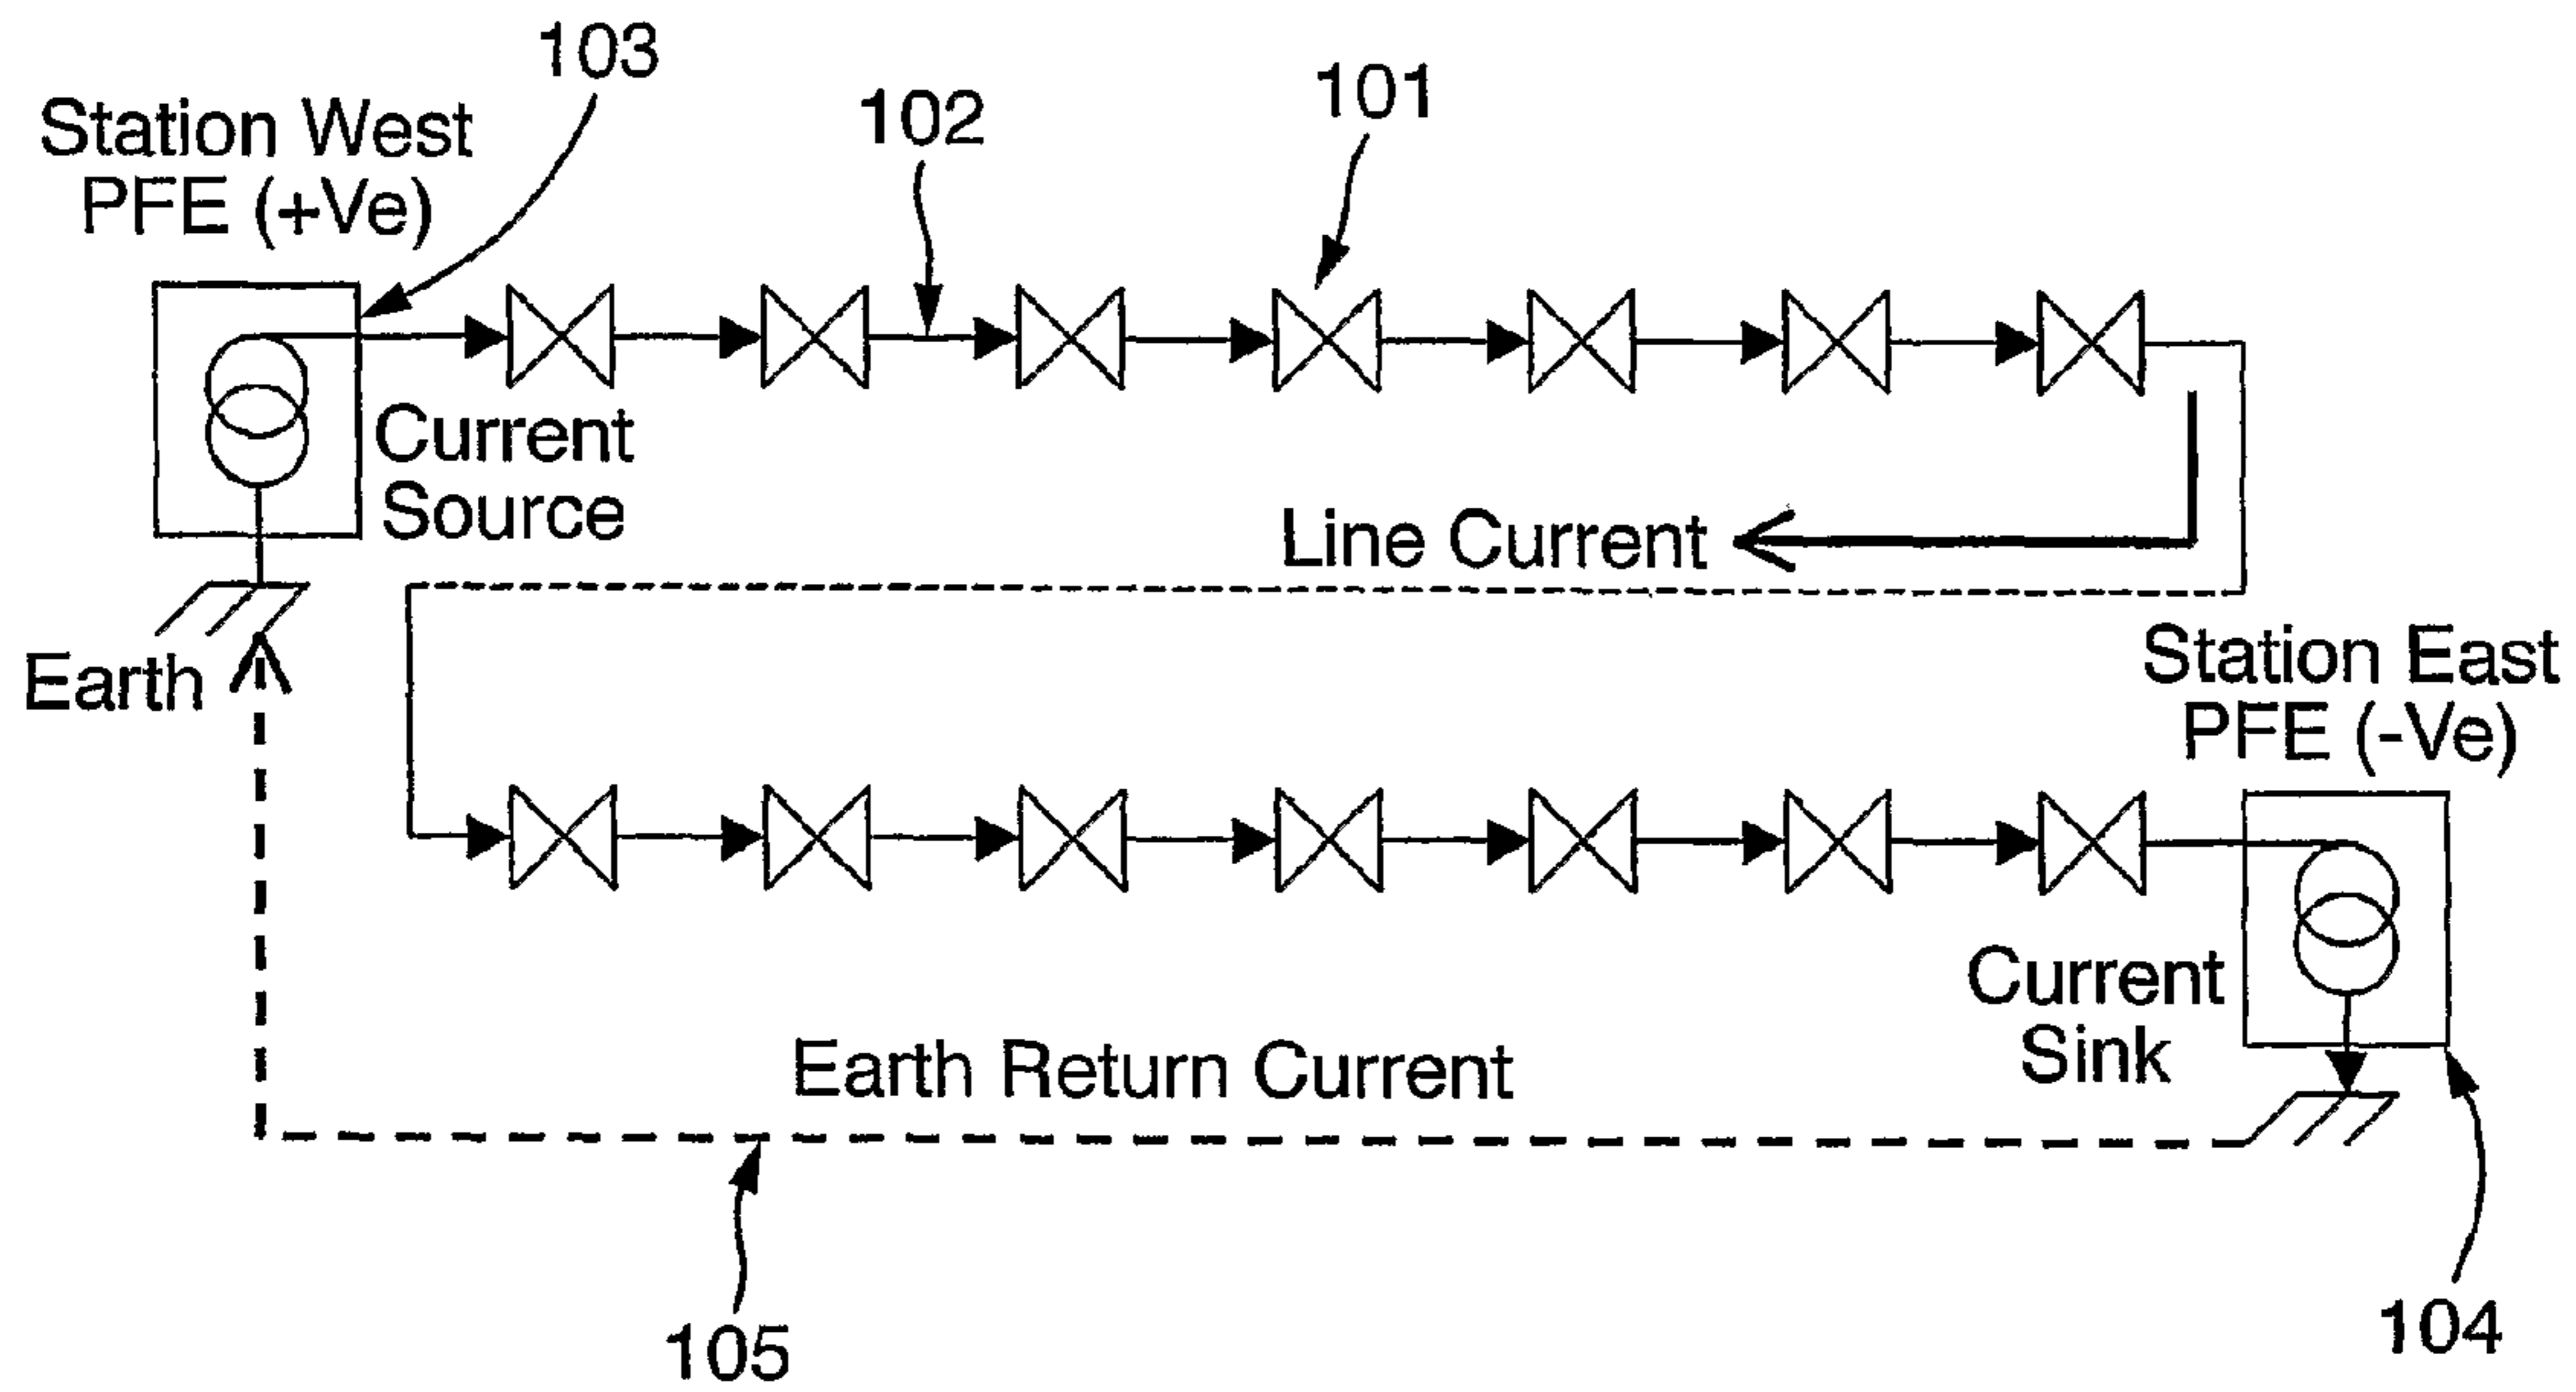 103
Station West
PFE (+Ve)
102
101
Current
Source
Line Current
Earth
Station East
PFE (-Ve)
Current
Sink
Earth Return Current
105
104